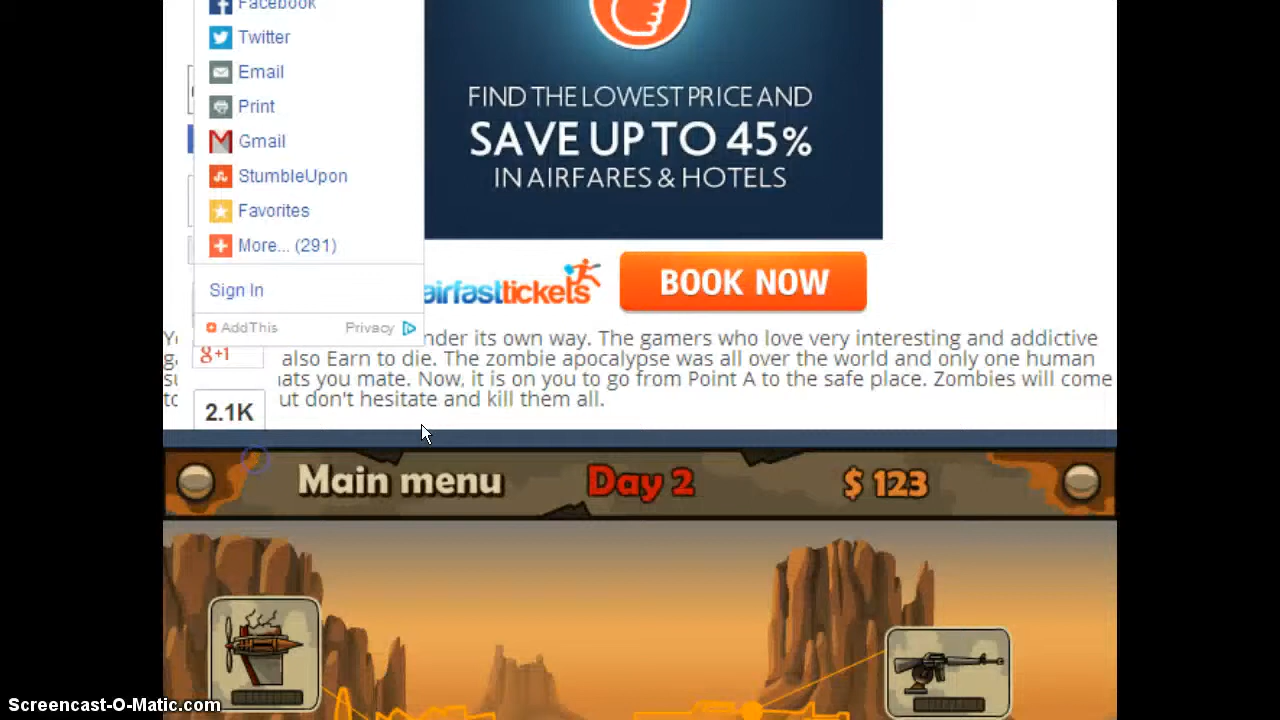 Facebook
Twitter
Email
Print
Gmail
StumbleUpon
Favorites
More... (291)
Sign In
AddThis Privacy
g+1
2.1K
FIND THE LOWEST PRICE AND
SAVE UP TO 45%
IN AIRFARES & HOTELS
airfasttickets
BOOK NOW
its own way. The gamers who love very interesting and addictive
also Earn to die. The zombie apocalypse was all over the world and only one human
you mate. Now, it is on you to go from Point A to the safe place. Zombies will come
don't hesitate and kill them all.
Main menu Day 2 $ 123
Screencast-O-Matic.com